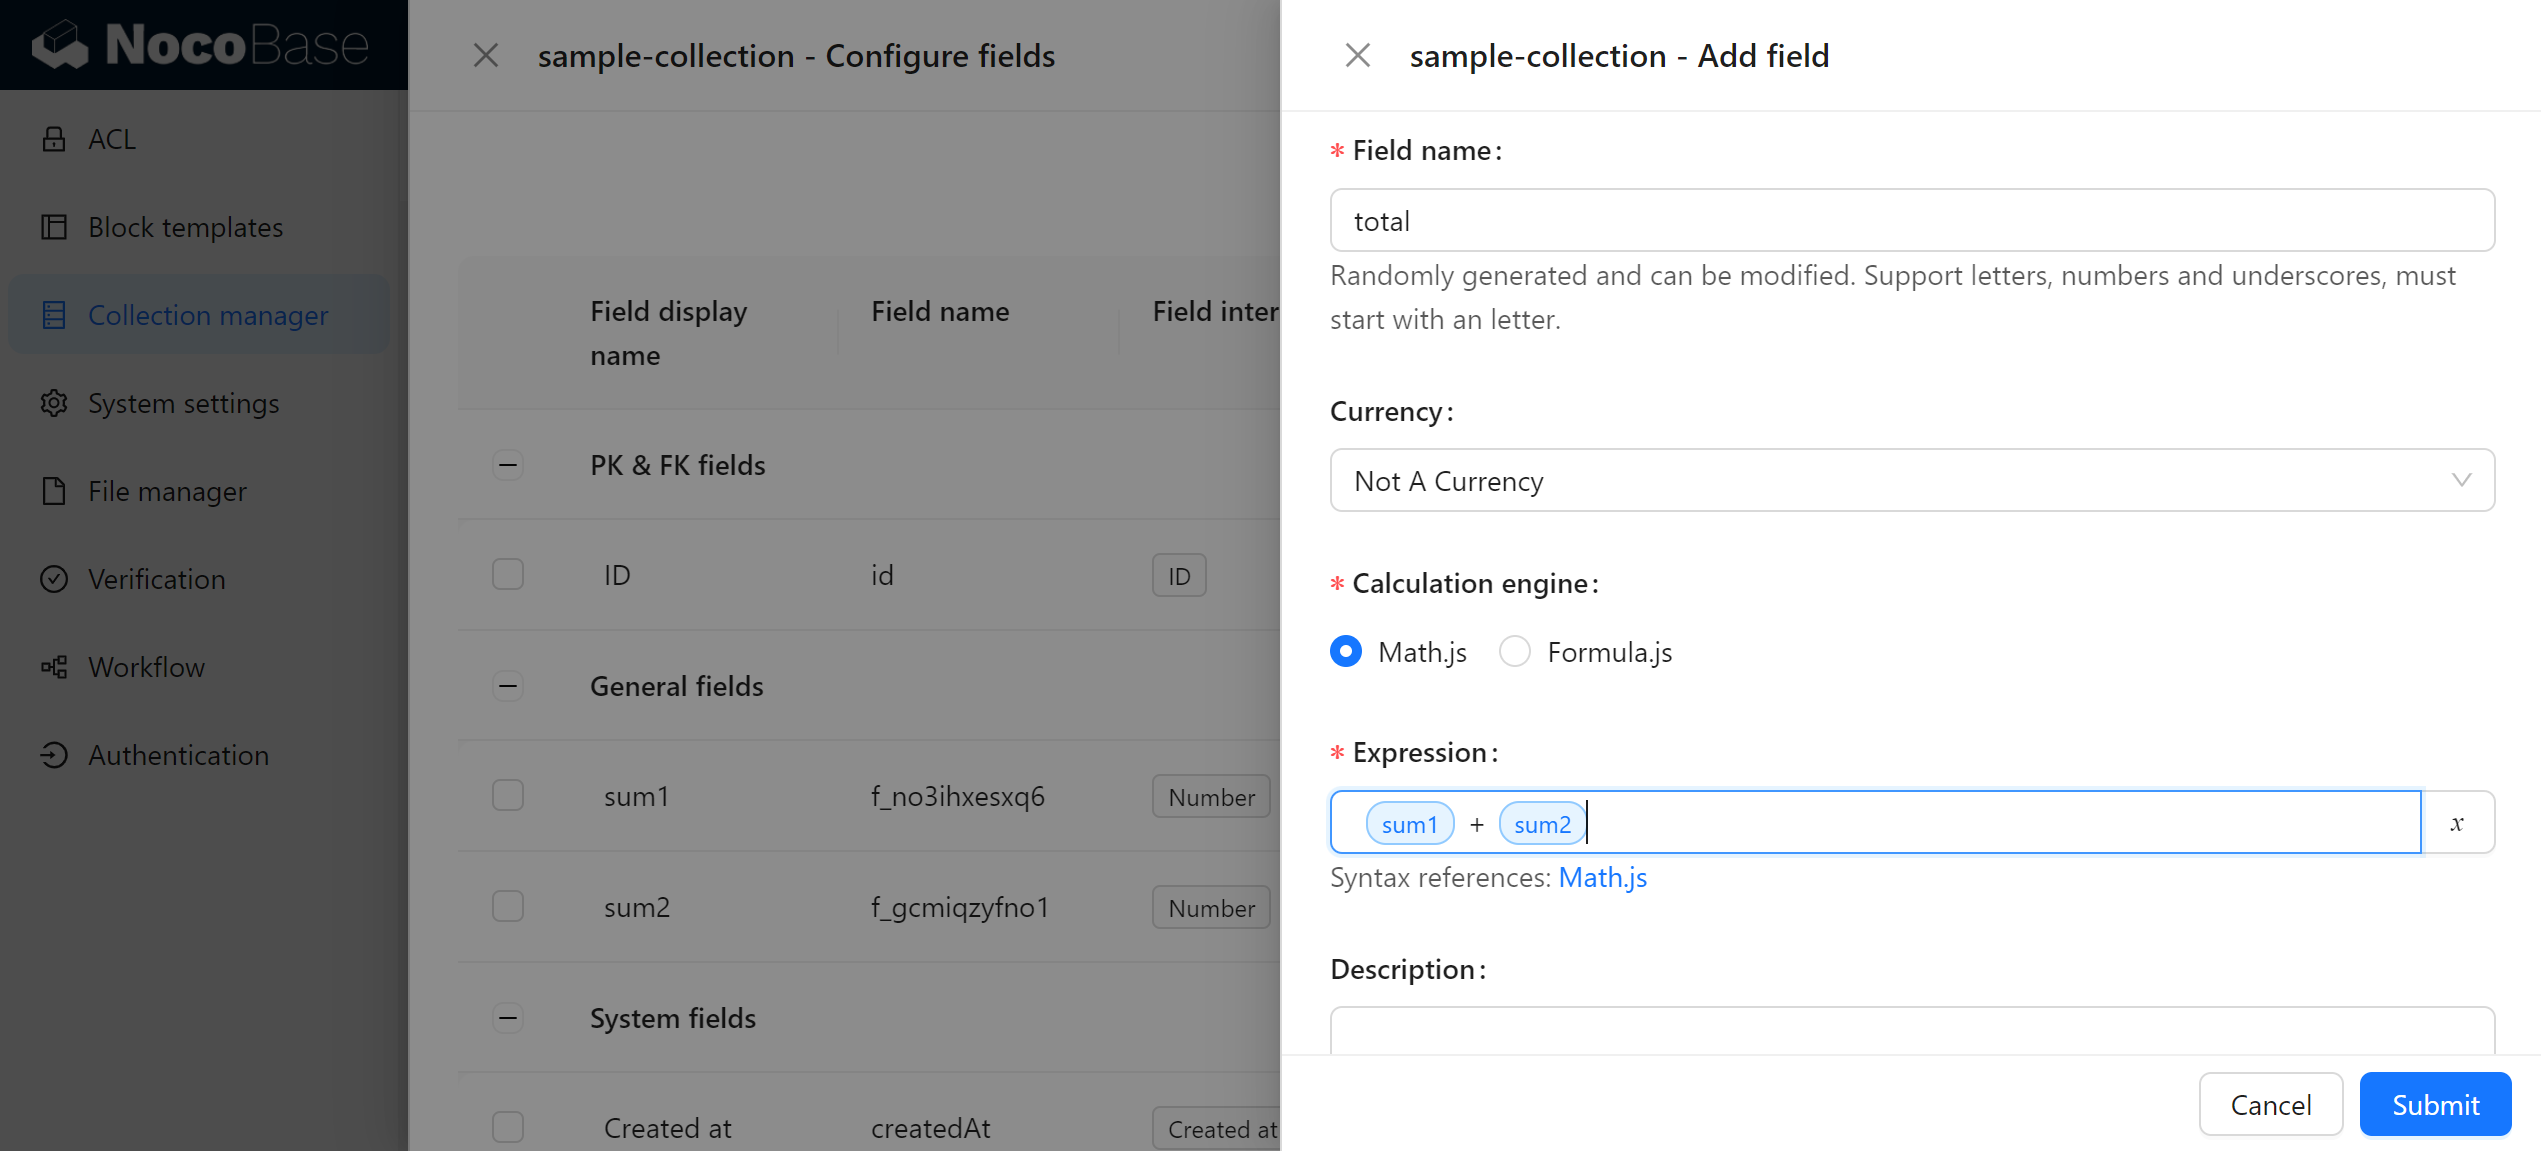 NocoBase
ACL
Block templates
Collection manager
System settings
File manager
Verification
Workflow
Authentication
sample-collection - Configure fields
Field display name
Field name
Field inter
PK & FK fields
ID
id
ID
General fields
sum1
f_no3ihxesxq6
Number
sum2
f_gcmiqzyfno1
Number
System fields
Created at
createdAt
Created at
sample-collection - Add field
* Field name:
total
Randomly generated and can be modified. Support letters, numbers and underscores, must
start with an letter.
Currency:
Not A Currency
* Calculation engine:
Math.js
Formula.js
* Expression:
sum1 + sum2
x
Syntax references: Math.js
Description:
Cancel
Submit